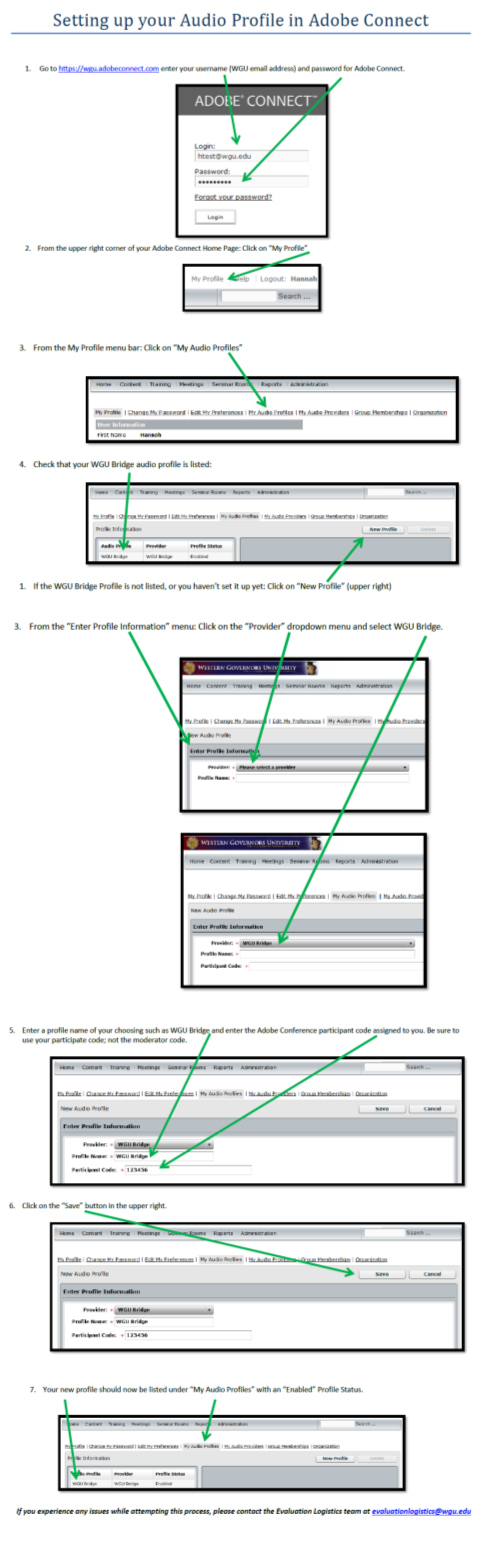 Setting up your Audio Profile in Adobe Connect
1. Go to https://wgu.adobeconnect.com enter your username (WGU email address) and password for Adobe Connect.
ADOBE® CONNECT™
Login:
htest@wgu.edu
Password:
•••••••••
Forgot your password?
Login
2. From the upper right corner of your Adobe Connect Home Page: Click on "My Profile"
My Profile | Help | Logout: Hannah
Search ...
3. From the My Profile menu bar: Click on "My Audio Profiles"
Home Content Training Meetings Seminar Rooms Reports Administration
My Profile | Change My Password | Edit My Preferences | My Audio Profiles | My Audio Providers | Group Memberships | Organization
User Information
First Name Hannah
4. Check that your WGU Bridge audio profile is listed:
Home Content Training Meetings Seminar Rooms Reports Administration Search ...
My Profile | Change My Password | Edit My Preferences | My Audio Profiles | My Audio Providers | Group Memberships | Organization
Profile Information New Profile Delete
Audio Profile Provider Profile Status
WGU Bridge WGU Bridge Enabled
1. If the WGU Bridge Profile is not listed, or you haven't set it up yet: Click on "New Profile" (upper right)
3. From the "Enter Profile Information" menu: Click on the "Provider" dropdown menu and select WGU Bridge.
WESTERN GOVERNORS UNIVERSITY
Home Content Training Meetings Seminar Rooms Reports Administration
My Profile | Change My Password | Edit My Preferences | My Audio Profiles | My Audio Providers
New Audio Profile
Enter Profile Information
Provider: * Please select a provider
Profile Name: *
WESTERN GOVERNORS UNIVERSITY
Home Content Training Meetings Seminar Rooms Reports Administration
My Profile | Change My Password | Edit My Preferences | My Audio Profiles | My Audio Provid
New Audio Profile
Enter Profile Information
Provider: * WGU Bridge
Profile Name: *
Participant Code: *
5. Enter a profile name of your choosing such as WGU Bridge and enter the Adobe Conference participant code assigned to you. Be sure to
use your participate code; not the moderator code.
Home Content Training Meetings Seminar Rooms Reports Administration Search ...
My Profile | Change My Password | Edit My Preferences | My Audio Profiles | My Audio Providers | Group Memberships | Organization
New Audio Profile Save Cancel
Enter Profile Information
Provider: * WGU Bridge
Profile Name: * WGU Bridge
Participant Code: * 123456
6. Click on the "Save" button in the upper right.
Home Content Training Meetings Seminar Rooms Reports Administration Search ...
My Profile | Change My Password | Edit My Preferences | My Audio Profiles | My Audio Providers | Group Memberships | Organization
New Audio Profile Save Cancel
Enter Profile Information
Provider: * WGU Bridge
Profile Name: * WGU Bridge
Participant Code: * 123456
7. Your new profile should now be listed under "My Audio Profiles" with an "Enabled" Profile Status.
Home Content Training Meetings Seminar Rooms Reports Administration Search ...
My Profile | Change My Password | Edit My Preferences | My Audio Profiles | My Audio Providers | Group Memberships | Organization
Profile Information New Profile Delete
Audio Profile Provider Profile Status
WGU Bridge WGU Bridge Enabled
If you experience any issues while attempting this process, please contact the Evaluation Logistics team at evaluationlogistics@wgu.edu